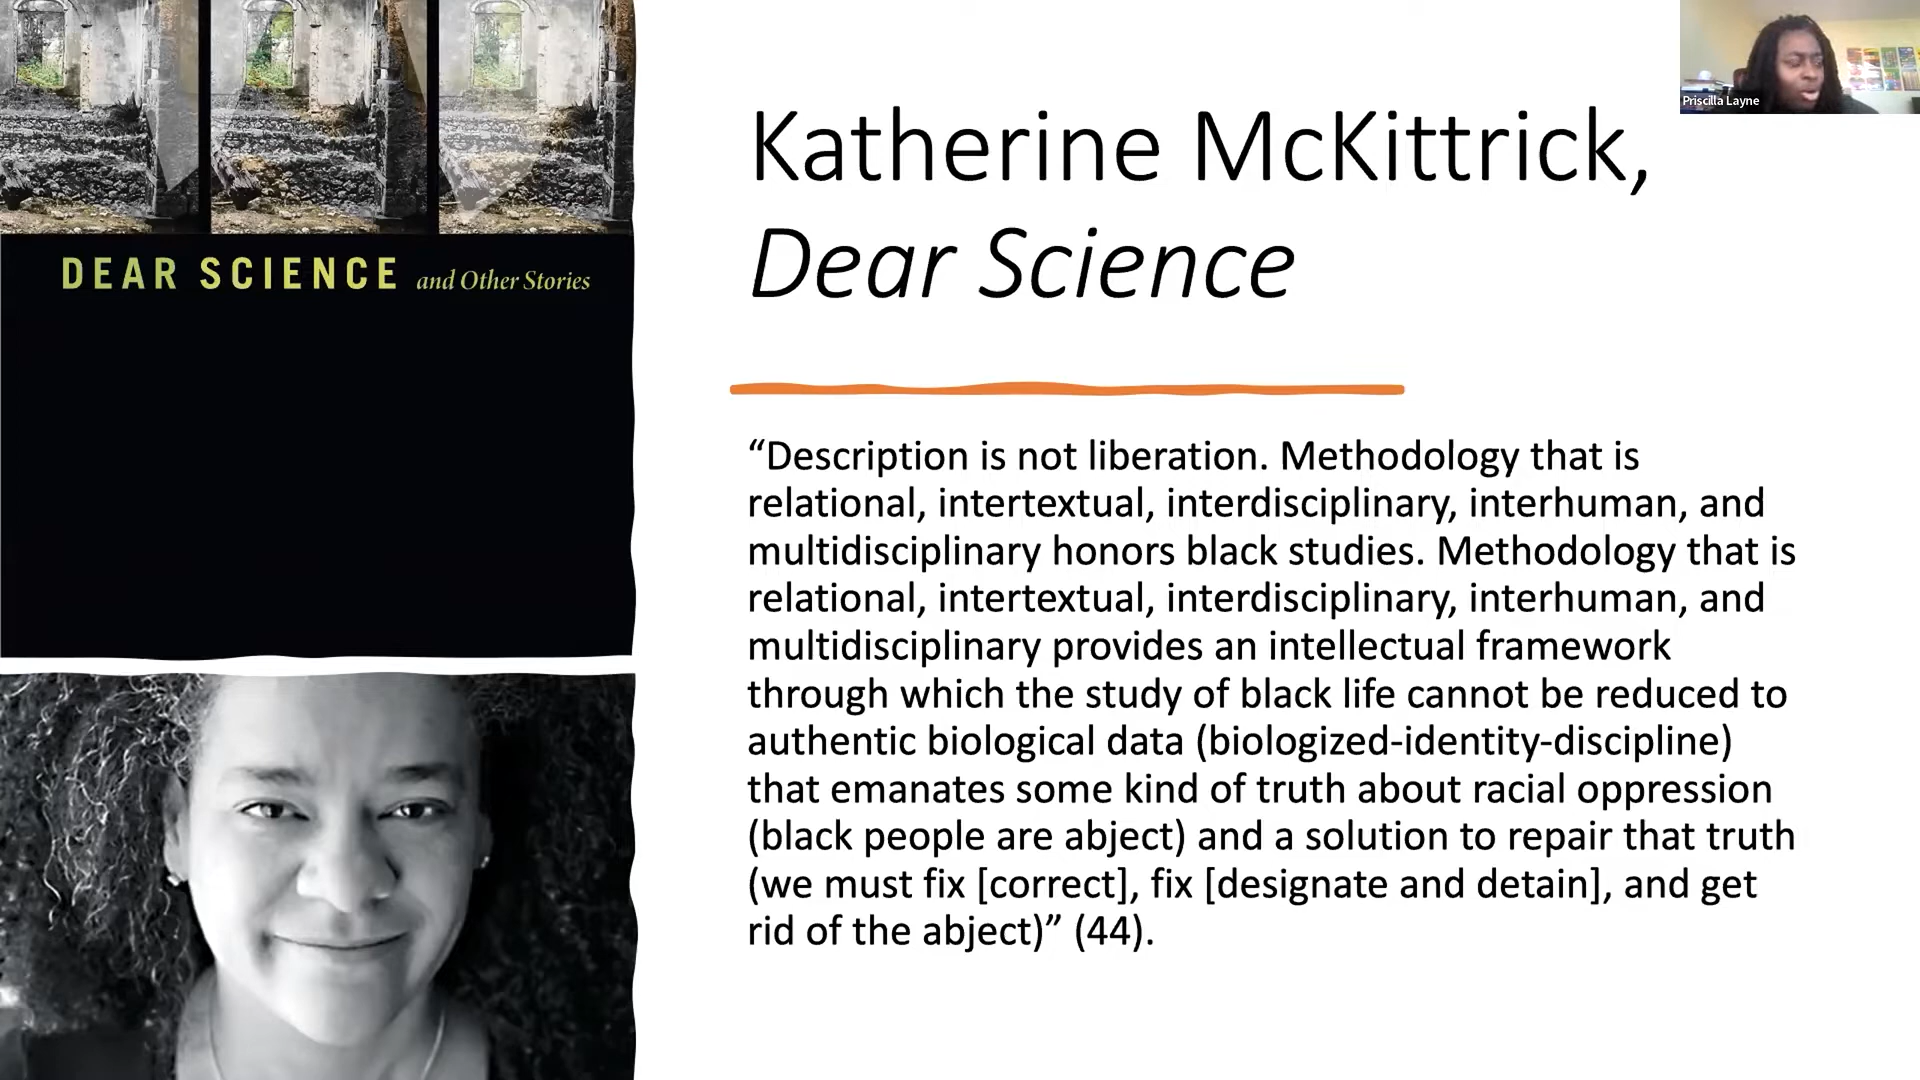 DEAR SCIENCE and Other Stories
Katherine McKittrick,
Dear Science
“Description is not liberation. Methodology that is
relational, intertextual, interdisciplinary, interhuman, and
multidisciplinary honors black studies. Methodology that is
relational, intertextual, interdisciplinary, interhuman, and
multidisciplinary provides an intellectual framework
through which the study of black life cannot be reduced to
authentic biological data (biologized-identity-discipline)
that emanates some kind of truth about racial oppression
(black people are abject) and a solution to repair that truth
(we must fix [correct], fix [designate and detain], and get
rid of the abject)” (44).
Priscilla Layne